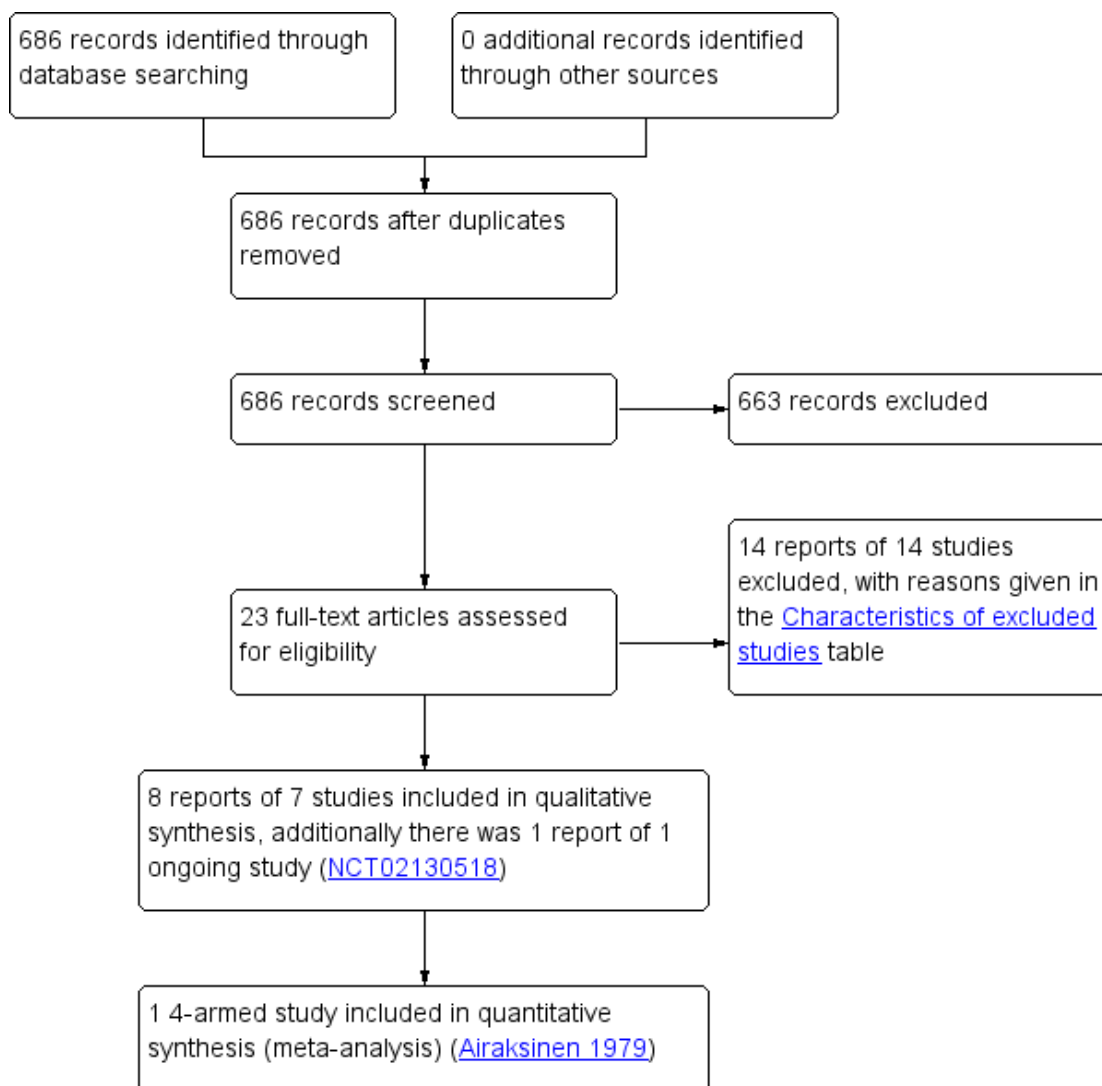 686 records identified through
database searching
0 additional records identified
through other sources
686 records after duplicates
removed
686 records screened
663 records excluded
23 full-text articles assessed
for eligibility
14 reports of 14 studies
excluded, with reasons given in
the Characteristics of excluded
studies table
8 reports of 7 studies included in qualitative
synthesis, additionally there was 1 report of 1
ongoing study (NCT02130518)
1 4-armed study included in quantitative
synthesis (meta-analysis) (Airaksinen 1979)